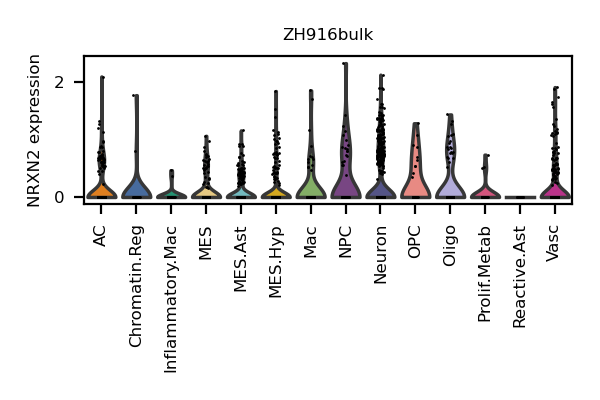 ZH916bulk
NRXN2 expression
2
0
AC
Chromatin.Reg
Inflammatory.Mac
MES
MES.Ast
MES.Hyp
Mac
NPC
Neuron
OPC
Oligo
Prolif.Metab
Reactive.Ast
Vasc